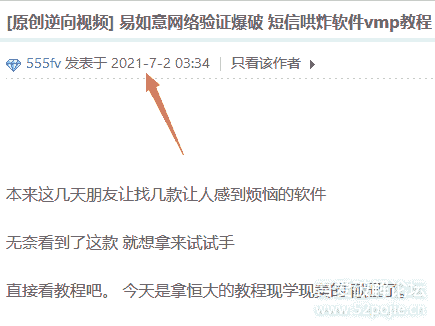 [原创逆向视频] 易如意网络验证爆破 短信哄炸软件vmp教程
555fv 发表于 2021-7-2 03:34 只看该作者
本来这几天朋友让找几款让人感到烦恼的软件
无奈看到了这款 就想拿来试试手
直接看教程吧。 今天是拿恒大的教程现学现卖的
www.52pojie.cn